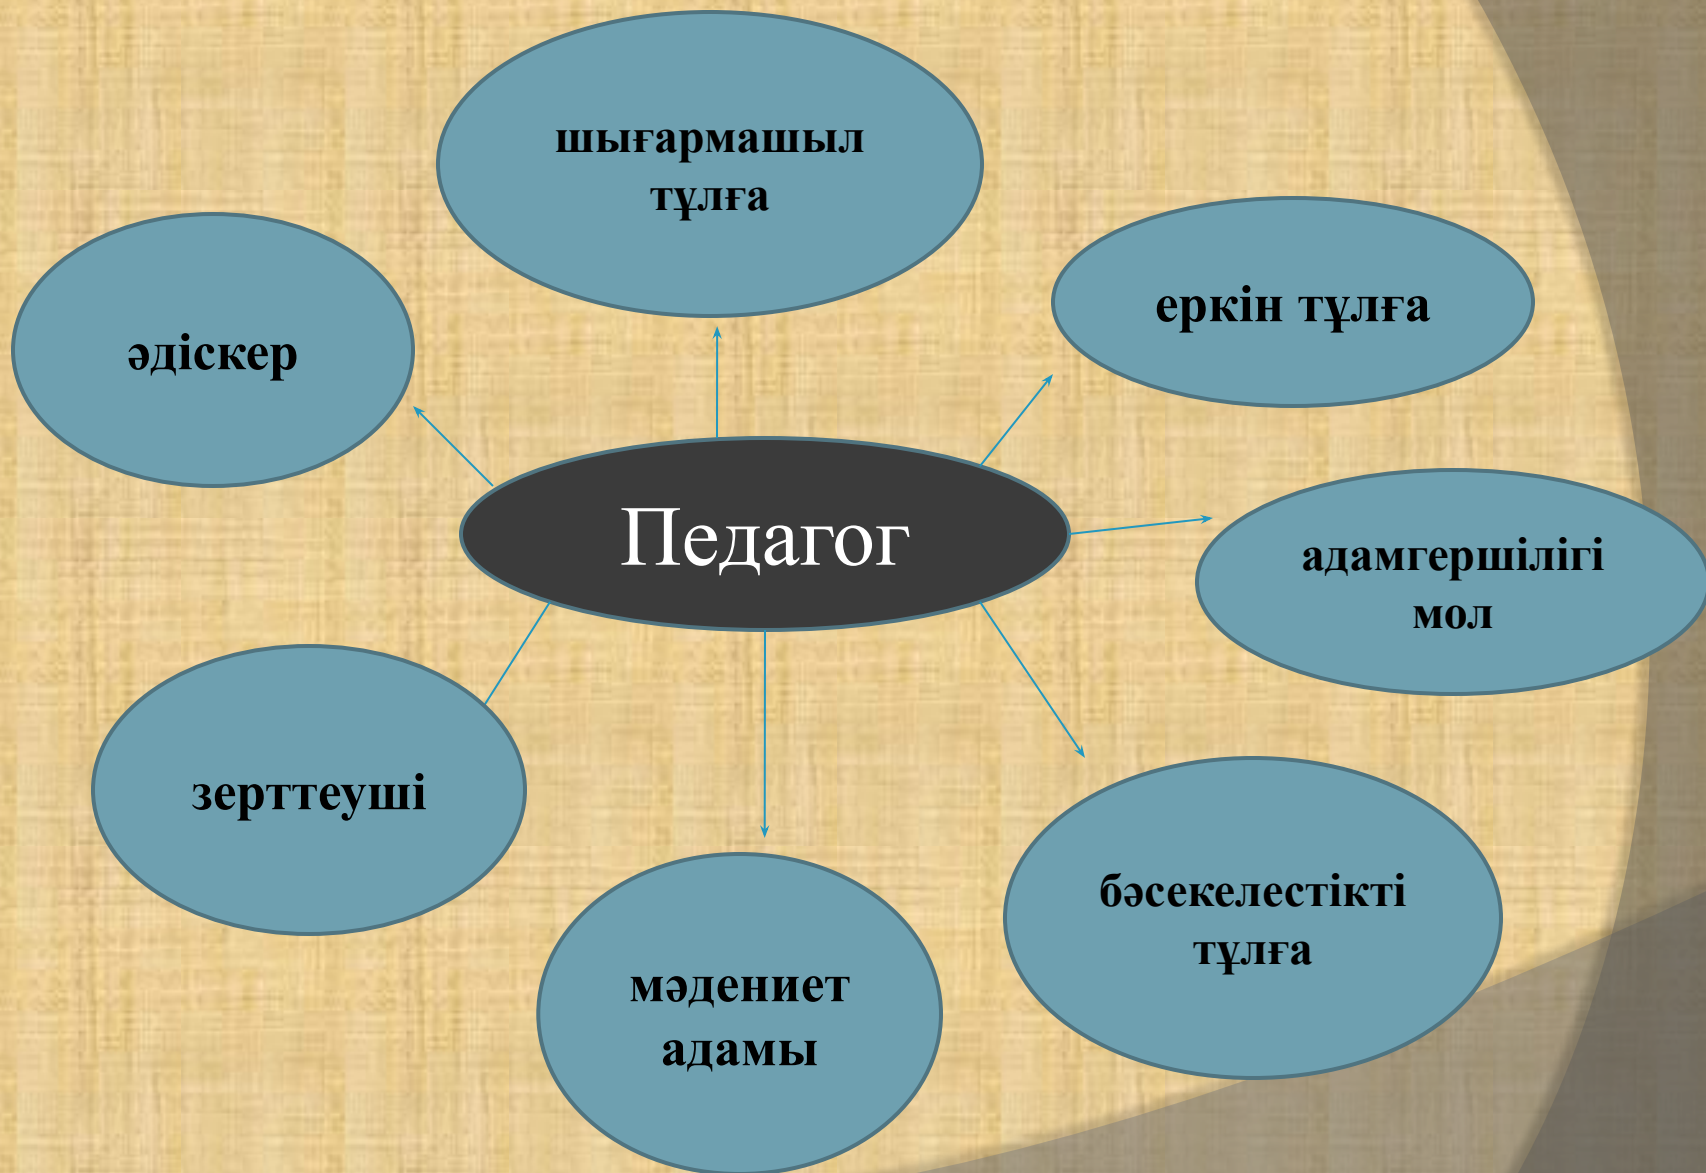 шығармашыл
тұлға
еркін тұлға
әдіскер
Педагог
адамгершілігі
мол
зерттеуші
бәсекелестікті
тұлға
мәдениет
адамы